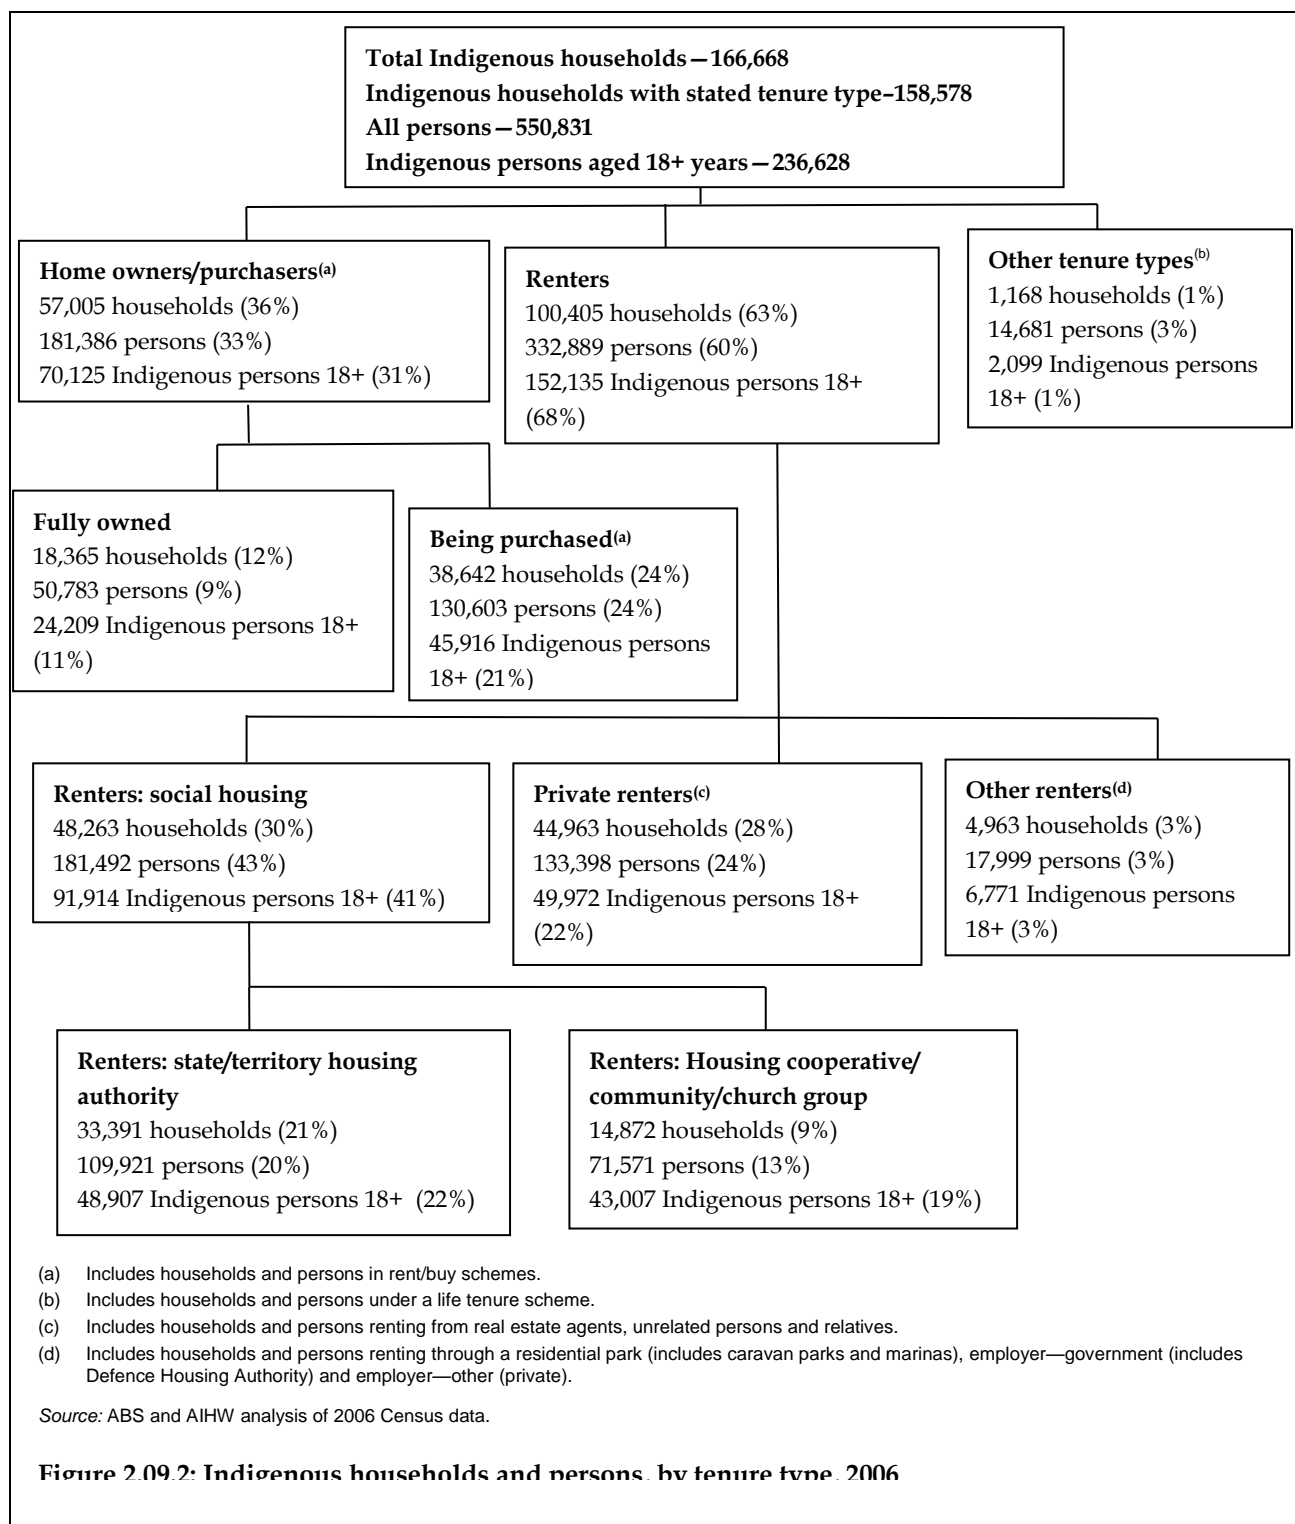 Total Indigenous households—166,668
Indigenous households with stated tenure type–158,578
All persons—550,831
Indigenous persons aged 18+ years—236,628
Home owners/purchasers(a)
57,005 households (36%)
181,386 persons (33%)
70,125 Indigenous persons 18+ (31%)
Renters
100,405 households (63%)
332,889 persons (60%)
152,135 Indigenous persons 18+
(68%)
Other tenure types(b)
1,168 households (1%)
14,681 persons (3%)
2,099 Indigenous persons
18+ (1%)
Fully owned
18,365 households (12%)
50,783 persons (9%)
24,209 Indigenous persons 18+
(11%)
Being purchased(a)
38,642 households (24%)
130,603 persons (24%)
45,916 Indigenous persons
18+ (21%)
Renters: social housing
48,263 households (30%)
181,492 persons (43%)
91,914 Indigenous persons 18+ (41%)
Private renters(c)
44,963 households (28%)
133,398 persons (24%)
49,972 Indigenous persons 18+
(22%)
Other renters(d)
4,963 households (3%)
17,999 persons (3%)
6,771 Indigenous persons
18+ (3%)
Renters: state/territory housing
authority
33,391 households (21%)
109,921 persons (20%)
48,907 Indigenous persons 18+ (22%)
Renters: Housing cooperative/
community/church group
14,872 households (9%)
71,571 persons (13%)
43,007 Indigenous persons 18+ (19%)
(a) Includes households and persons in rent/buy schemes.
(b) Includes households and persons under a life tenure scheme.
(c) Includes households and persons renting from real estate agents, unrelated persons and relatives.
(d) Includes households and persons renting through a residential park (includes caravan parks and marinas), employer—government (includes
Defence Housing Authority) and employer—other (private).
Source: ABS and AIHW analysis of 2006 Census data.
Figure 2.09.2: Indigenous households and persons, by tenure type, 2006